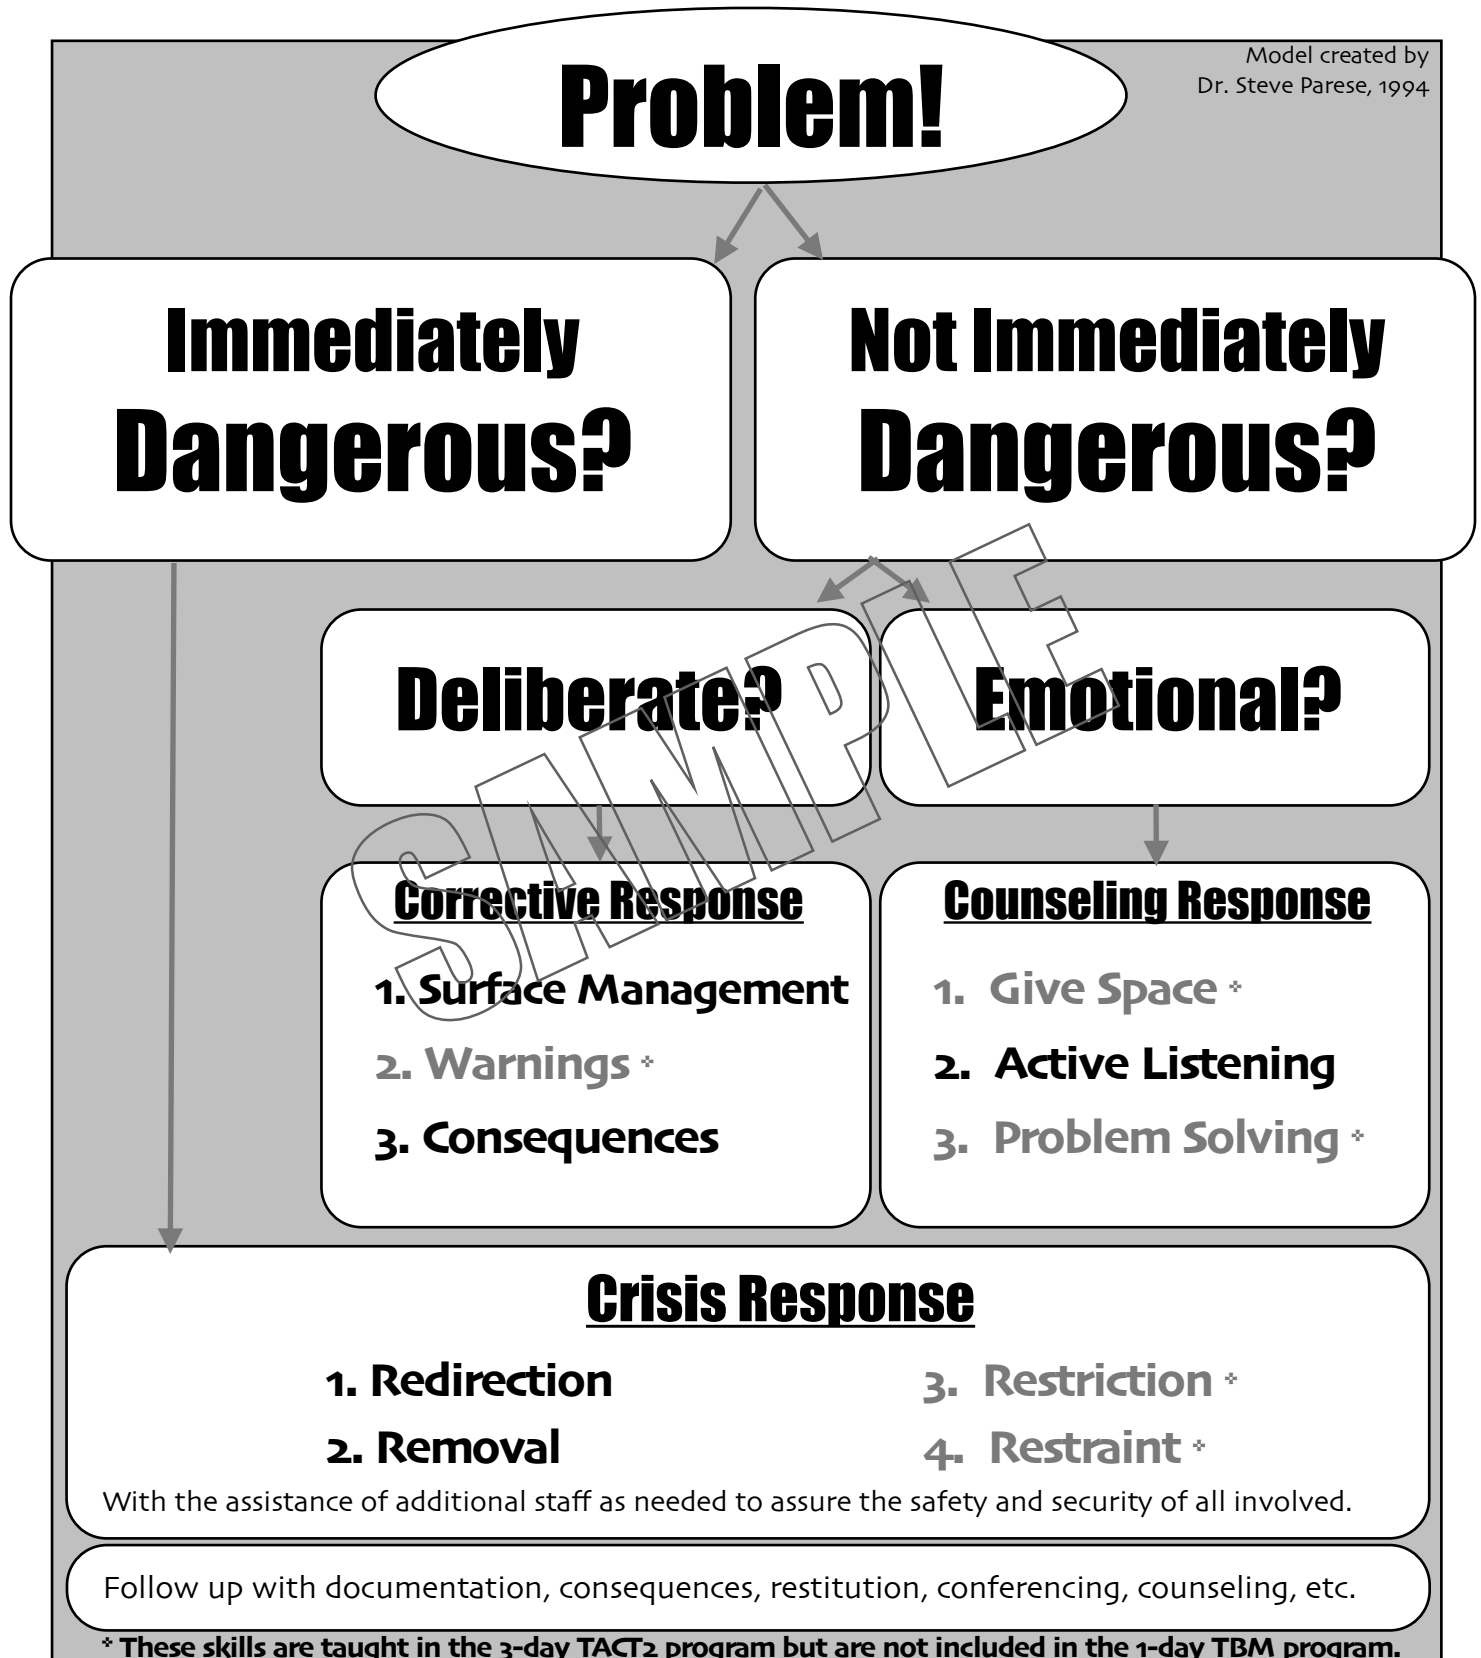 Problem!
Model created by
Dr. Steve Parese, 1994
Immediately
Dangerous?
Not Immediately
Dangerous?
Deliberate?
Emotional?
SAMPLE
Corrective Response
1. Surface Management
2. Warnings *
3. Consequences
Counseling Response
1. Give Space *
2. Active Listening
3. Problem Solving *
Crisis Response
1. Redirection
2. Removal
3. Restriction *
4. Restraint *
With the assistance of additional staff as needed to assure the safety and security of all involved.
Follow up with documentation, consequences, restitution, conferencing, counseling, etc.
* These skills are taught in the 3-day TACT2 program but are not included in the 1-day TBM program.